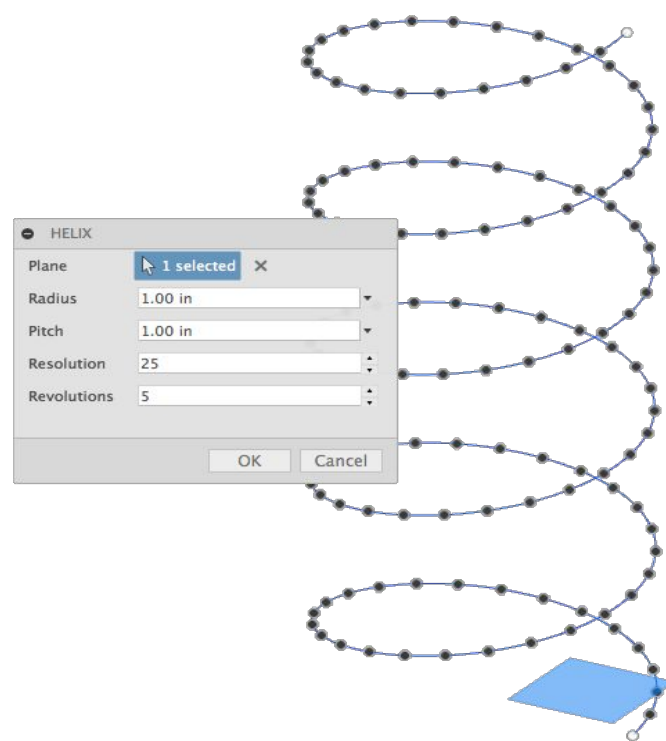 HELIX
Plane 1 selected
Radius 1.00 in
Pitch 1.00 in
Resolution 25
Revolutions 5
OK Cancel